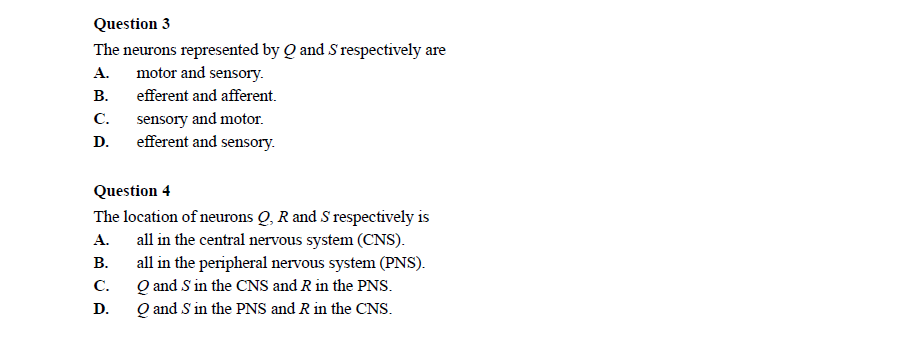 Question 3
The neurons represented by Q and S respectively are
A. motor and sensory.
B. efferent and afferent.
C. sensory and motor.
D. efferent and sensory.
Question 4
The location of neurons Q, R and S respectively is
A. all in the central nervous system (CNS).
B. all in the peripheral nervous system (PNS).
C. Q and S in the CNS and R in the PNS.
D. Q and S in the PNS and R in the CNS.